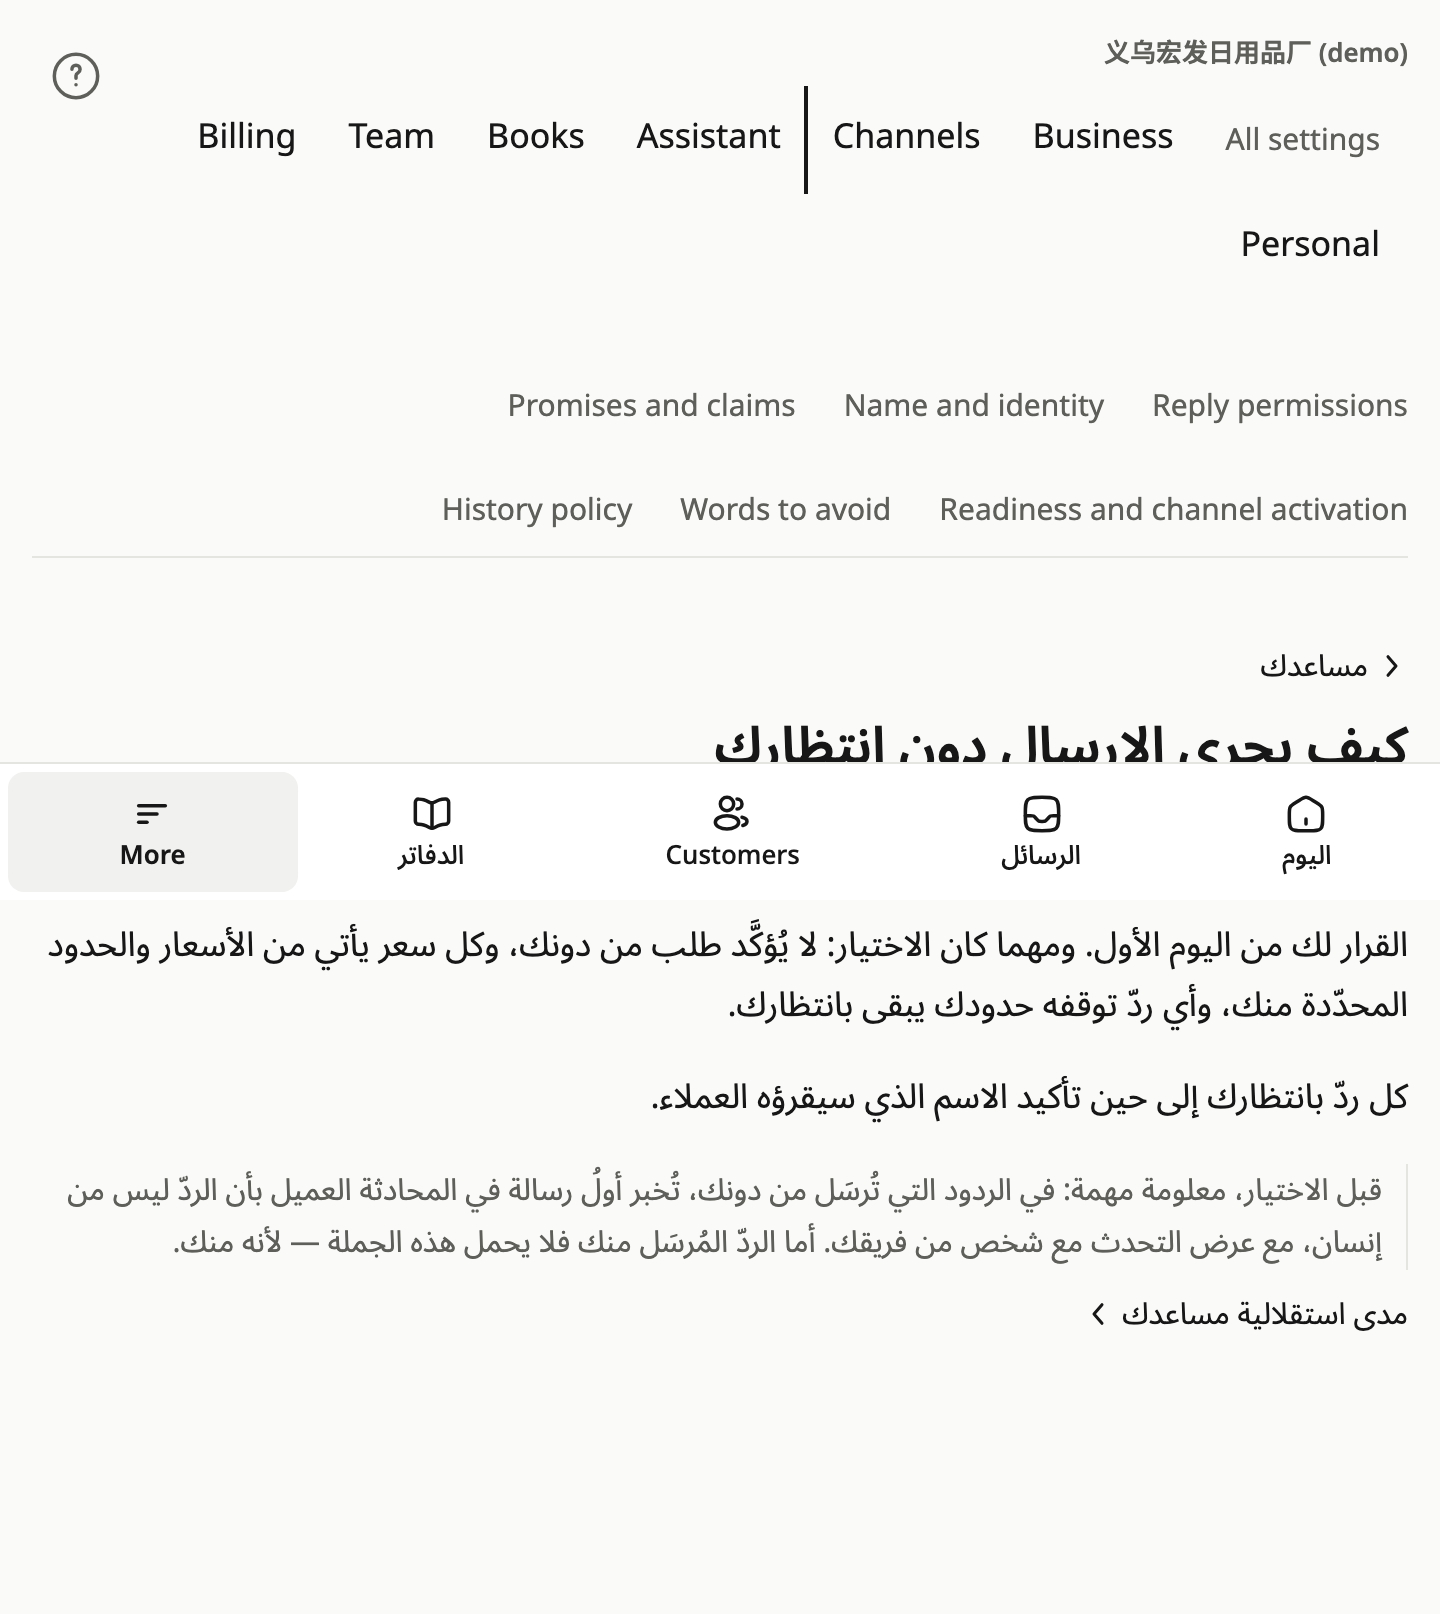 义乌宏发日用品厂 (demo)
All settings
Business
Channels
Assistant
Books
Team
Billing
Personal
Reply permissions
Name and identity
Promises and claims
Readiness and channel activation
Words to avoid
History policy
مساعدك
كيف يجري الإرسال دون انتظارك
اليوم
الرسائل
Customers
الدفاتر
More
القرار لك من اليوم الأول. ومهما كان الاختيار: لا يُؤكَّد طلب من دونك، وكل سعر يأتي من الأسعار والحدود
المحدّدة منك، وأي ردّ توقفه حدودك يبقى بانتظارك.
كل ردّ بانتظارك إلى حين تأكيد الاسم الذي سيقرؤه العملاء.
قبل الاختيار، معلومة مهمة: في الردود التي تُرسَل من دونك، تُخبر أولُ رسالة في المحادثة العميل بأن الردّ ليس من
إنسان، مع عرض التحدث مع شخص من فريقك. أما الردّ المُرسَل منك فلا يحمل هذه الجملة — لأنه منك.
مدى استقلالية مساعدك